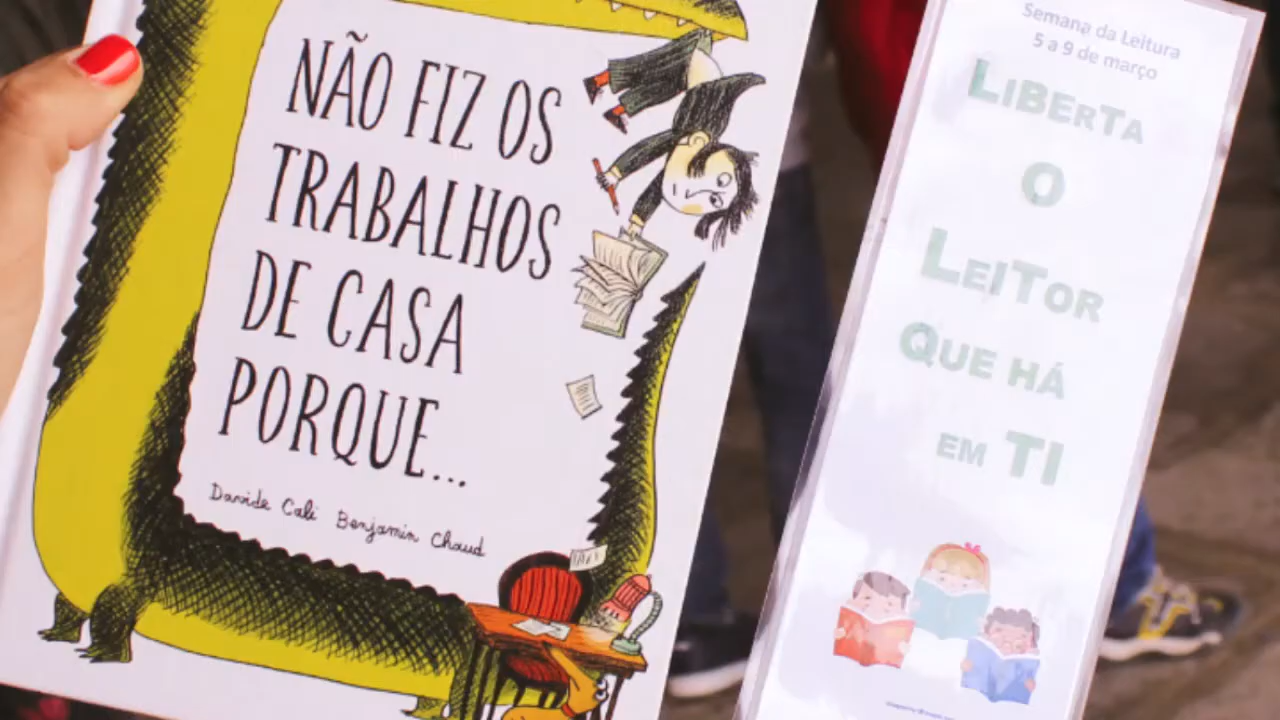 NÃO FIZ OS
TRABALHOS
DE CASA
PORQUE...
Davide Cali Benjamin Chaud
Semana da Leitura
5 a 9 de março
LIBERTA
O
LEITOR
QUE HÁ
EM TI